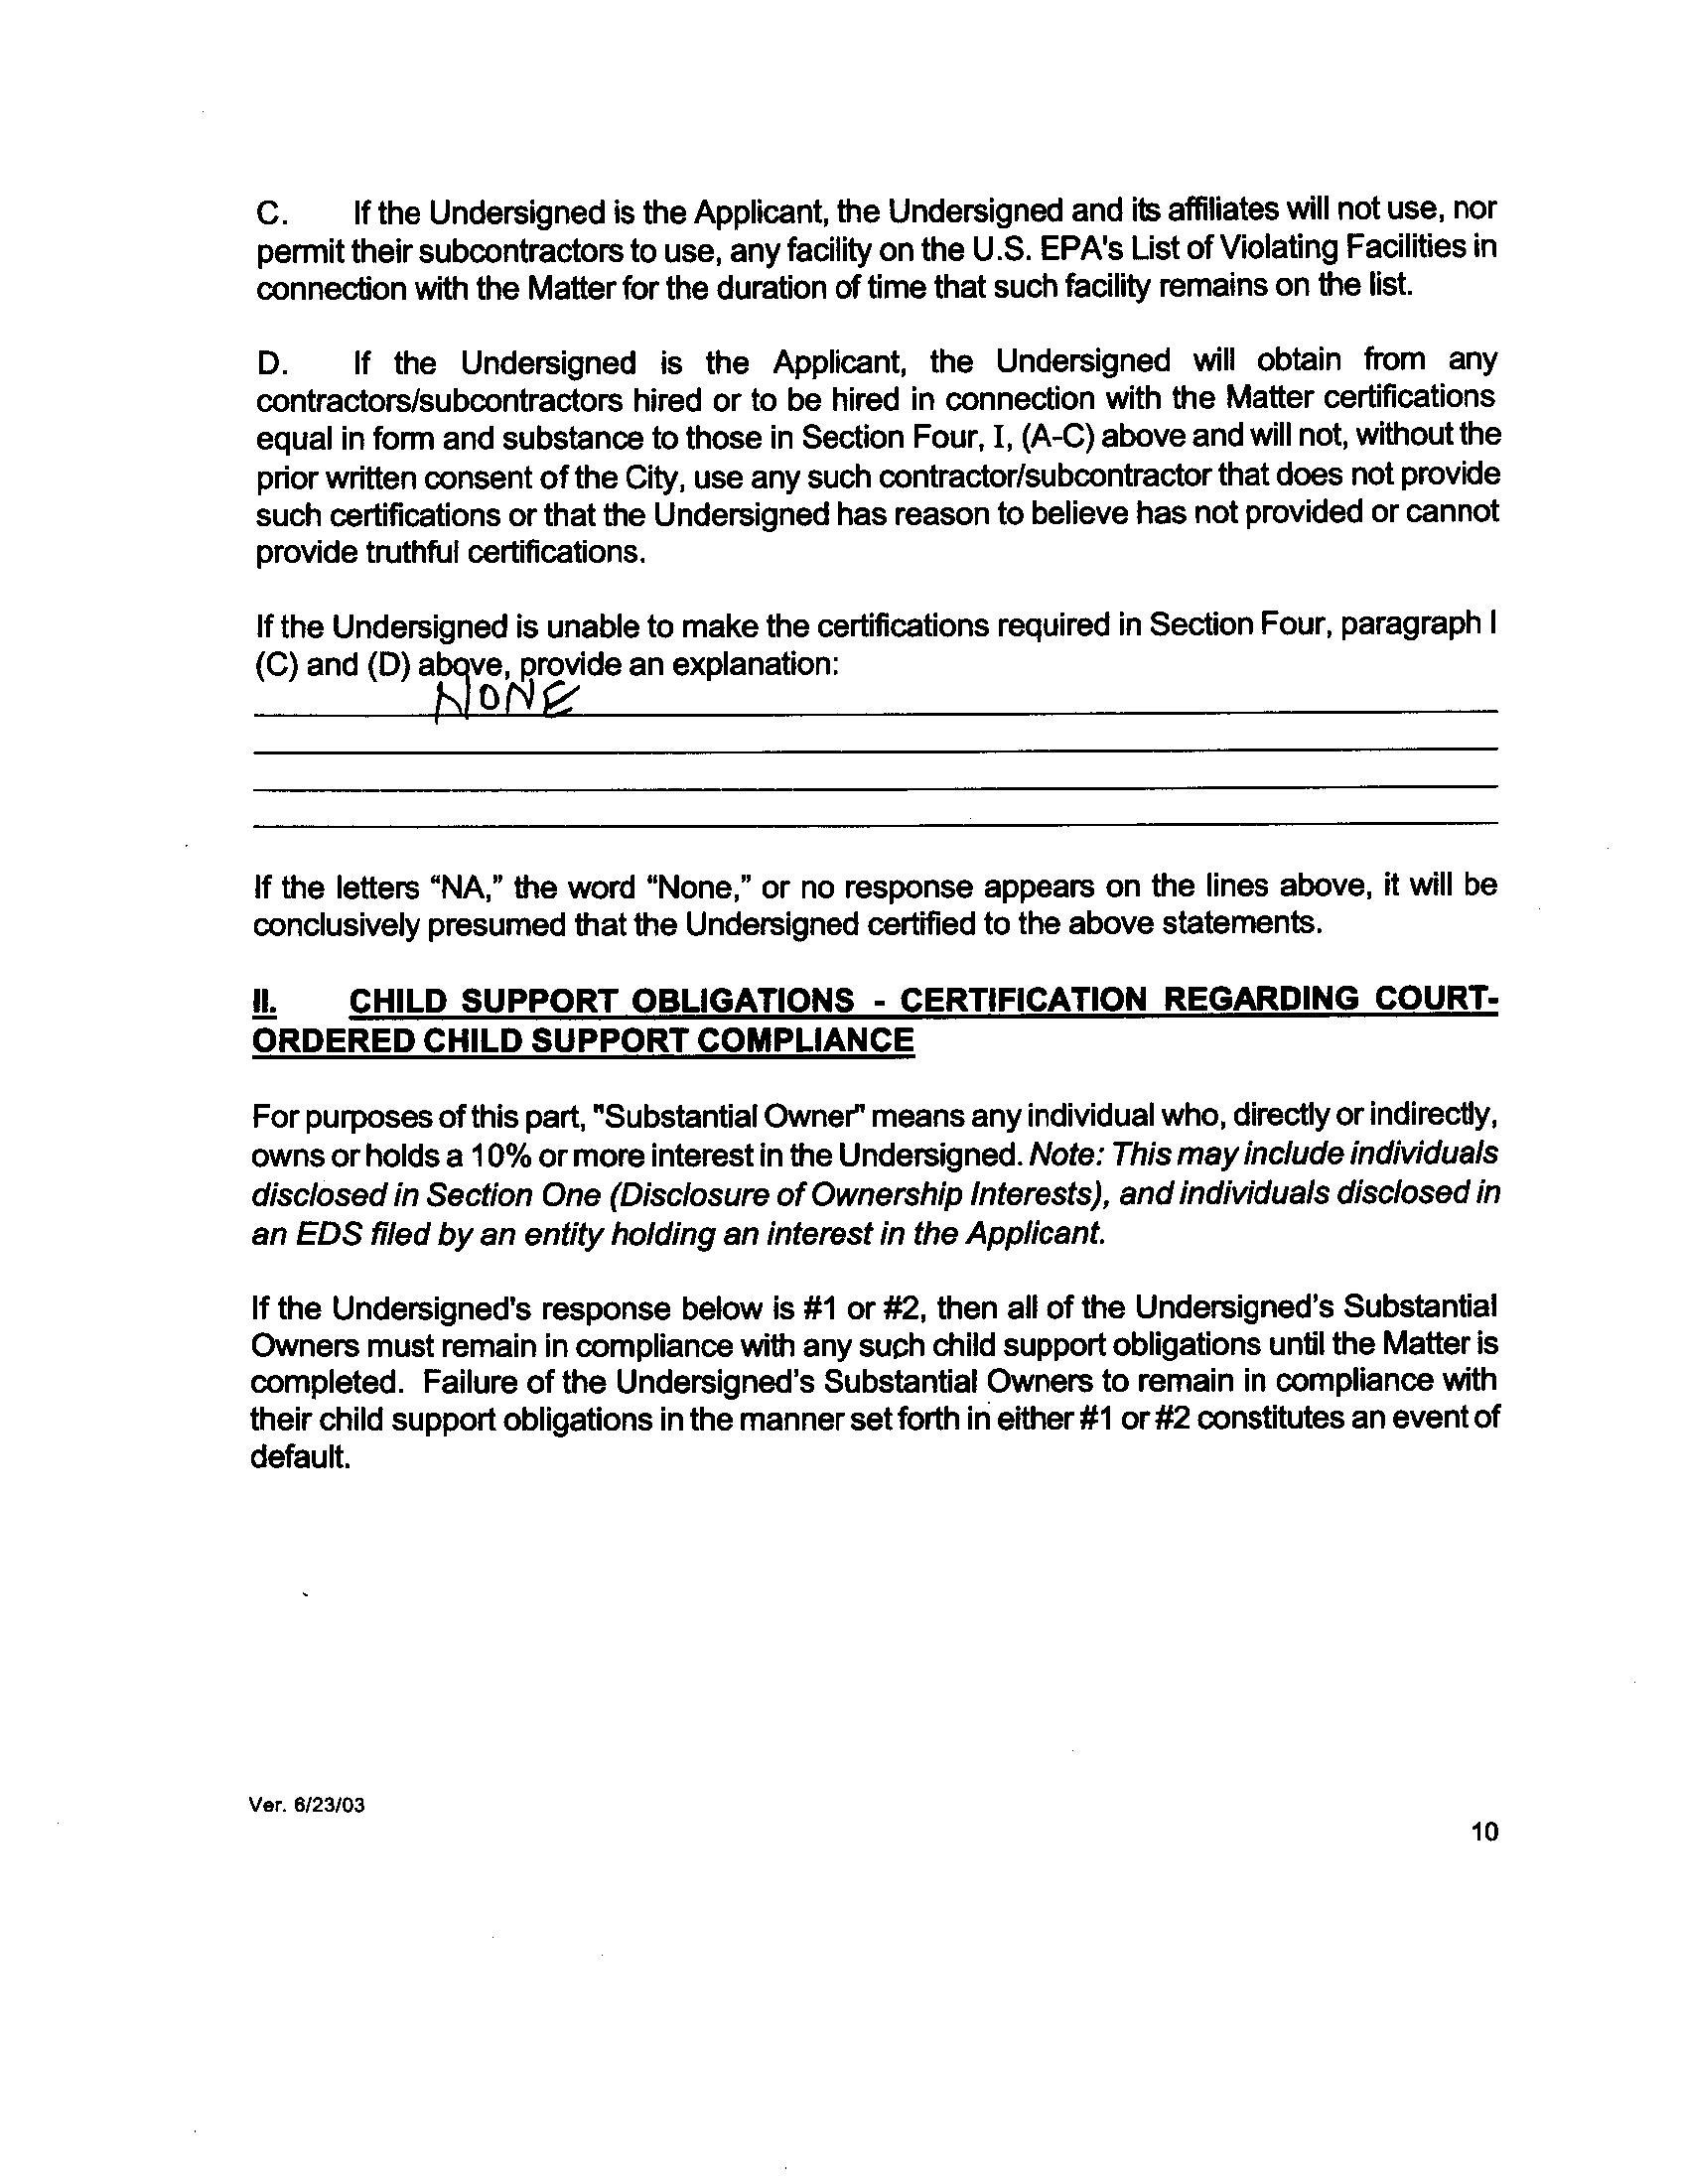 C. If the Undersigned is the Applicant, the Undersigned and its affiliates will not use, nor
permit their subcontractors to use, any facility on the U.S. EPA's List of Violating Facilities in
connection with the Matter for the duration of time that such facility remains on the list.
D. If the Undersigned is the Applicant, the Undersigned will obtain from any
contractors/subcontractors hired or to be hired in connection with the Matter certifications
equal in form and substance to those in Section Four, I, (A-C) above and will not, without the
prior written consent of the City, use any such contractor/subcontractor that does not provide
such certifications or that the Undersigned has reason to believe has not provided or cannot
provide truthful certifications.
If the Undersigned is unable to make the certifications required in Section Four, paragraph I
(C) and (D) above, provide an explanation:
NONE
If the letters “NA,” the word “None,” or no response appears on the lines above, it will be
conclusively presumed that the Undersigned certified to the above statements.
II. CHILD SUPPORT OBLIGATIONS - CERTIFICATION REGARDING COURT-
ORDERED CHILD SUPPORT COMPLIANCE
For purposes of this part, "Substantial Owner" means any individual who, directly or indirectly,
owns or holds a 10% or more interest in the Undersigned. Note: This may include individuals
disclosed in Section One (Disclosure of Ownership Interests), and individuals disclosed in
an EDS filed by an entity holding an interest in the Applicant.
If the Undersigned's response below is #1 or #2, then all of the Undersigned's Substantial
Owners must remain in compliance with any such child support obligations until the Matter is
completed. Failure of the Undersigned's Substantial Owners to remain in compliance with
their child support obligations in the manner set forth in either #1 or #2 constitutes an event of
default.
Ver. 6/23/03
10